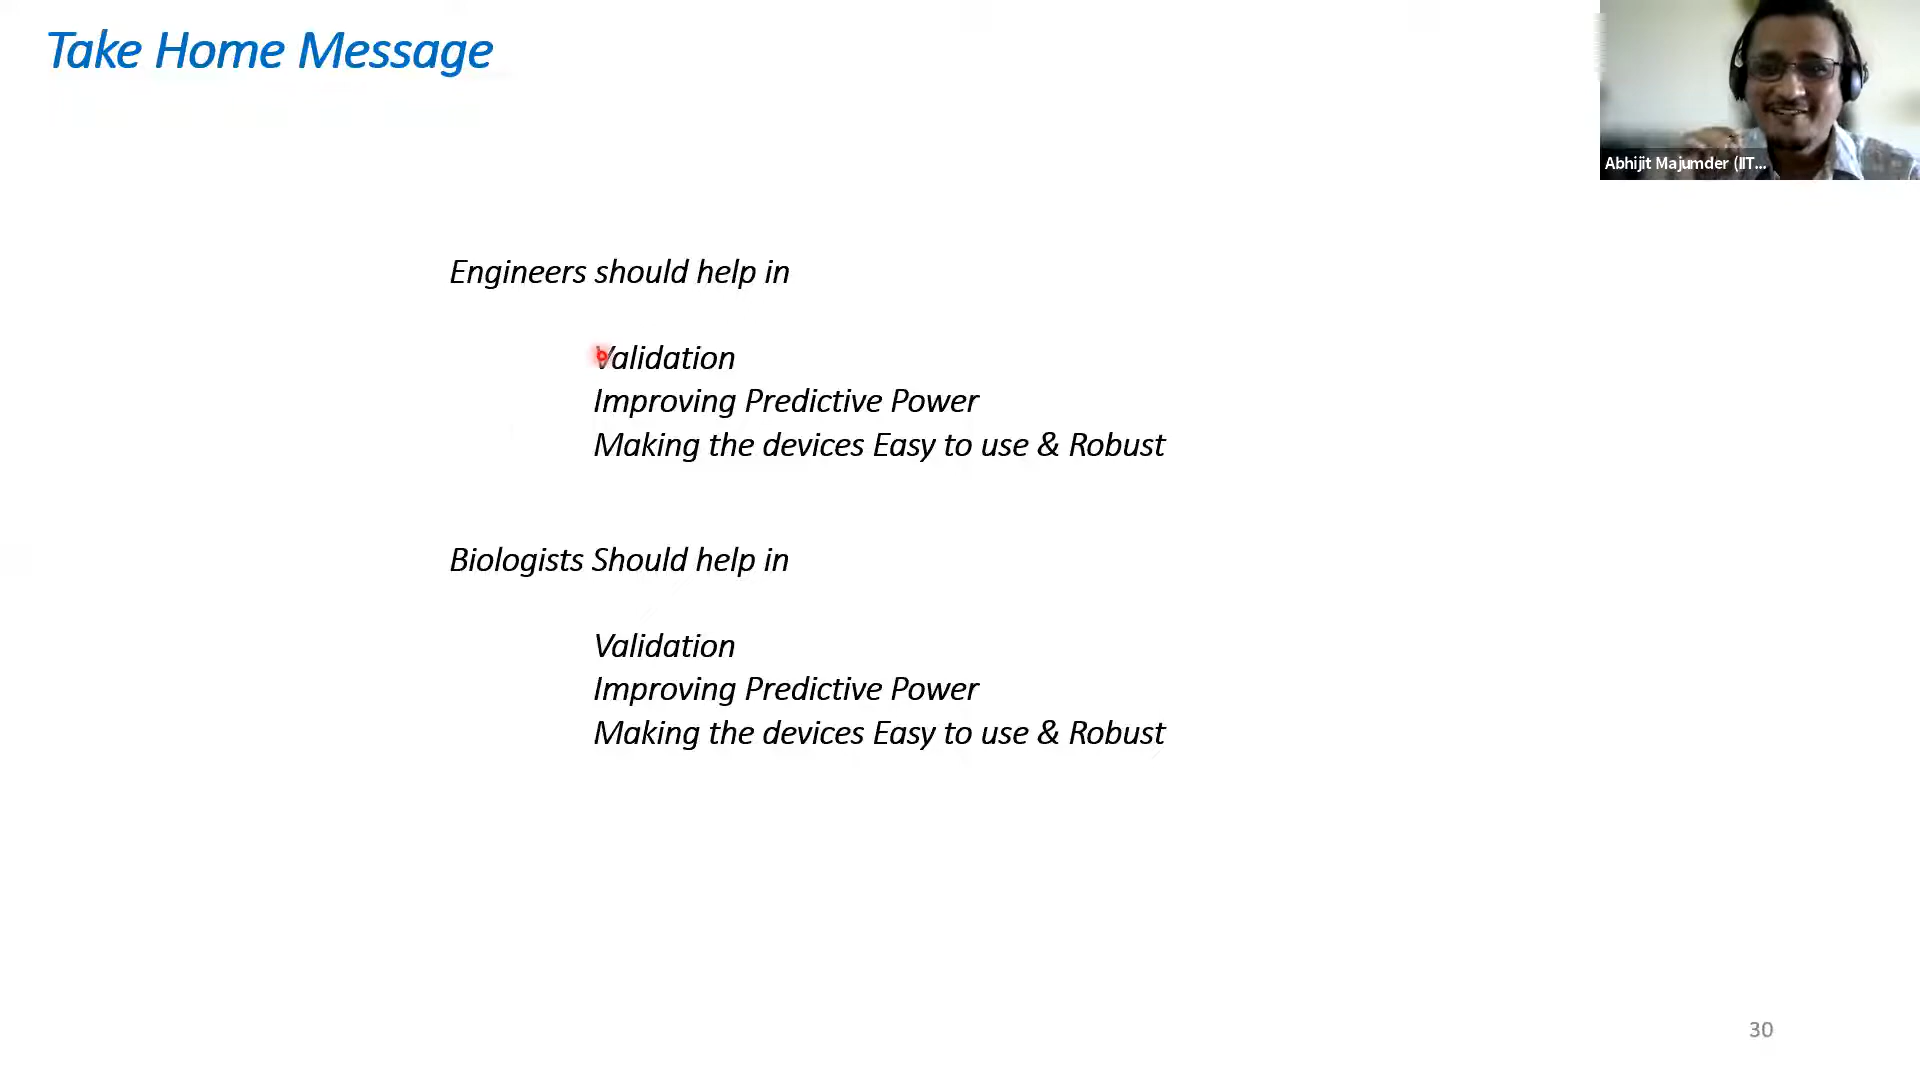 Take Home Message
Abhijit Majumder (IIT...
Engineers should help in
Validation
Improving Predictive Power
Making the devices Easy to use & Robust
Biologists Should help in
Validation
Improving Predictive Power
Making the devices Easy to use & Robust
30